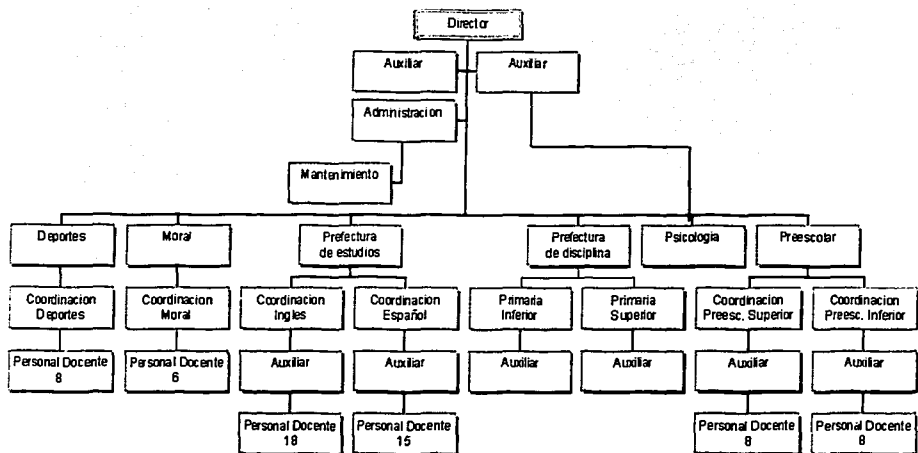 Director
Auxiliar
Auxiliar
Administracion
Mantenimiento
Deportes
Moral
Prefectura
de estudios
Prefectura
de disciplina
Psicologia
Preescolar
Coordinacion
Deportes
Coordinacion
Moral
Coordinacion
Ingles
Coordinacion
Español
Primaria
Inferior
Primaria
Superior
Coordinacion
Preesc. Superior
Coordinacion
Preesc. Inferior
Personal Docente
8
Personal Docente
6
Auxiliar
Auxiliar
Auxiliar
Auxiliar
Auxiliar
Auxiliar
Personal Docente
18
Personal Docente
15
Personal Docente
8
Personal Docente
8